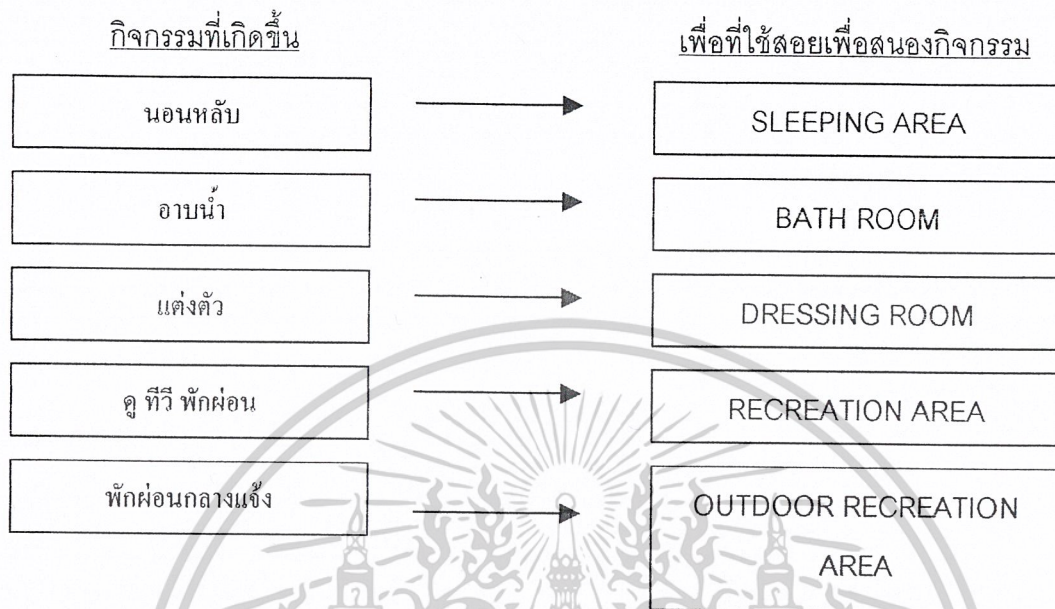 กิจกรรมที่เกิดขึ้น
เพื่อที่ใช้สอยเพื่อสนองกิจกรรม
นอนหลับ
SLEEPING AREA
อาบน้ำ
BATH ROOM
แต่งตัว
DRESSING ROOM
ดู ทีวี พักผ่อน
RECREATION AREA
พักผ่อนกลางแจ้ง
OUTDOOR RECREATION
AREA